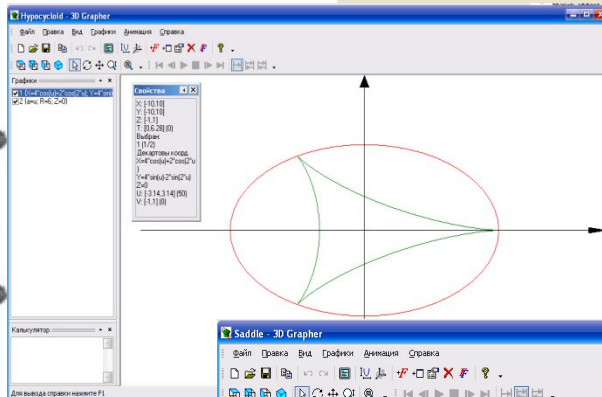 Hypocycloid - 3D Grapher
Файл Правка Вид Графики Анимация Справка
Графики
1 (X=4*cos(u)+2*cos(2*u); Y=4*sin(
2 (a=u; R=6; Z=0)
Свойства
X: [-10,10]
Y: [-10,10]
Z: [-1,1]
T: [0,6.28] (0)
Выбран
1 (1/2)
Декартовы коорд.
X=4*cos(u)+2*cos(2*u
)
Y=4*sin(u)-2*sin(2*u)
Z=0
U: [-3.14,3.14] (50)
V: [-1,1] (0)
Калькулятор
Для вывода справки нажмите F1
Saddle - 3D Grapher
Файл Правка Вид Графики Анимация Справка